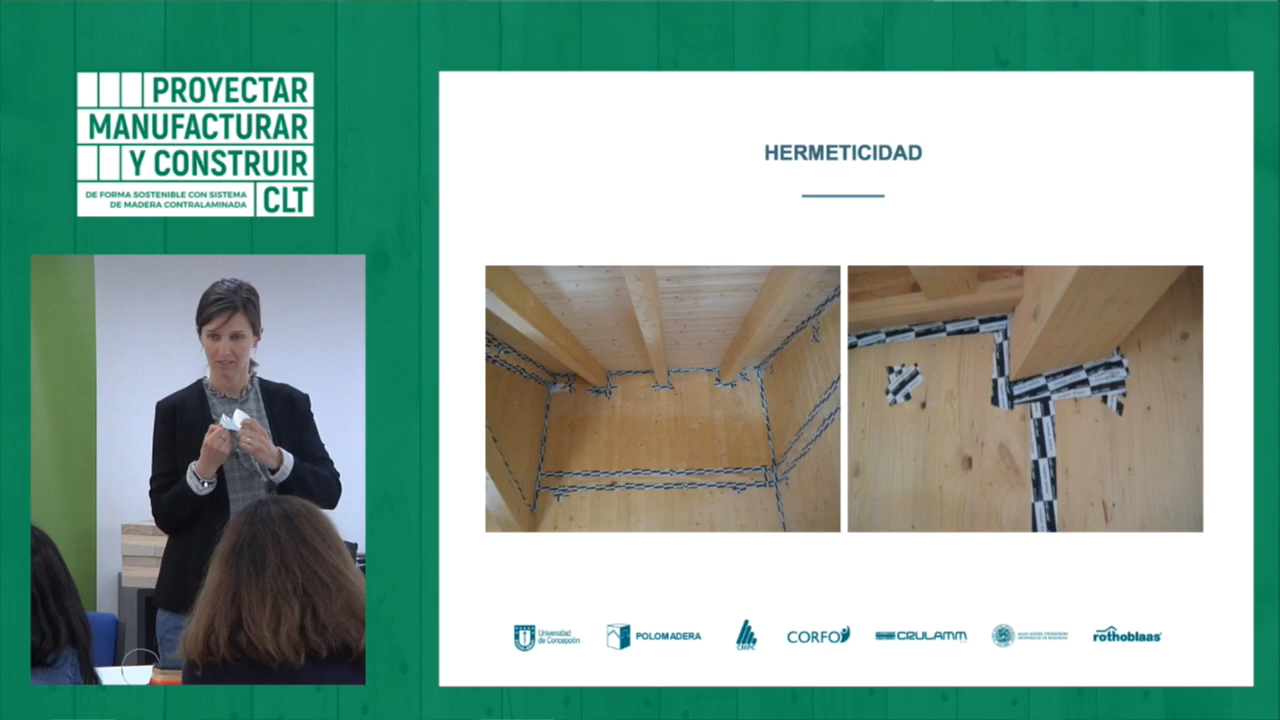 PROYECTAR
MANUFACTURAR
Y CONSTRUIR
DE FORMA SOSTENIBLE CON SISTEMA
DE MADERA CONTRALAMINADA
CLT
HERMETICIDAD
Universidad
de Concepción
POLOMADERA
CMPC
CORFO
CRULAMM
rothoblaas